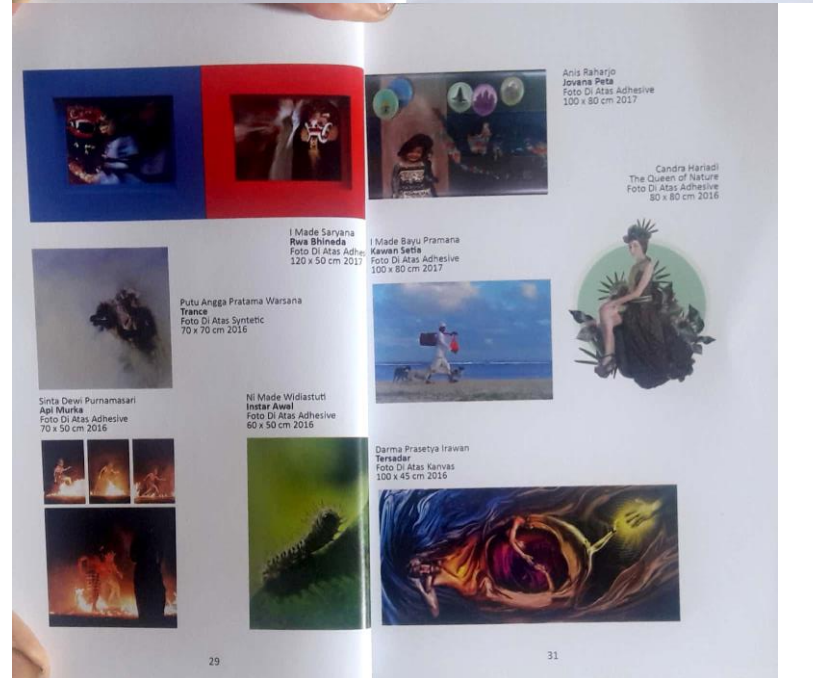 I Made Saryana
Rwa Bhineda
Foto Di Atas Adhes
120 x 50 cm 2017
Putu Angga Pratama Warsana
Trance
Foto Di Atas Syntetic
70 x 70 cm 2016
Sinta Dewi Purnamasari
Api Murka
Foto Di Atas Adhesive
70 x 50 cm 2016
Ni Made Widiastuti
Instar Awal
Foto Di Atas Adhesive
60 x 50 cm 2016
29
Anis Raharjo
Jovana Peta
Foto Di Atas Adhesive
100 x 80 cm 2017
Candra Hariadi
The Queen of Nature
Foto Di Atas Adhesive
80 x 80 cm 2016
I Made Bayu Pramana
Kawan Setia
Foto Di Atas Adhesive
100 x 80 cm 2017
Darma Prasetya Irawan
Tersadar
Foto Di Atas Kanvas
100 x 45 cm 2016
31